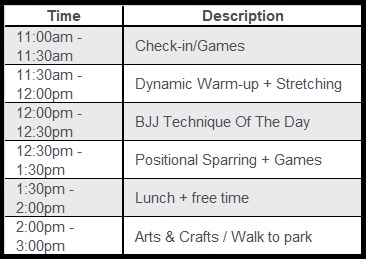 Time Description
11:00am -
11:30am
Check-in/Games
11:30am -
12:00pm
Dynamic Warm-up + Stretching
12:00pm -
12:30pm
BJJ Technique Of The Day
12:30pm -
1:30pm
Positional Sparring + Games
1:30pm -
2:00pm
Lunch + free time
2:00pm -
3:00pm
Arts & Crafts / Walk to park